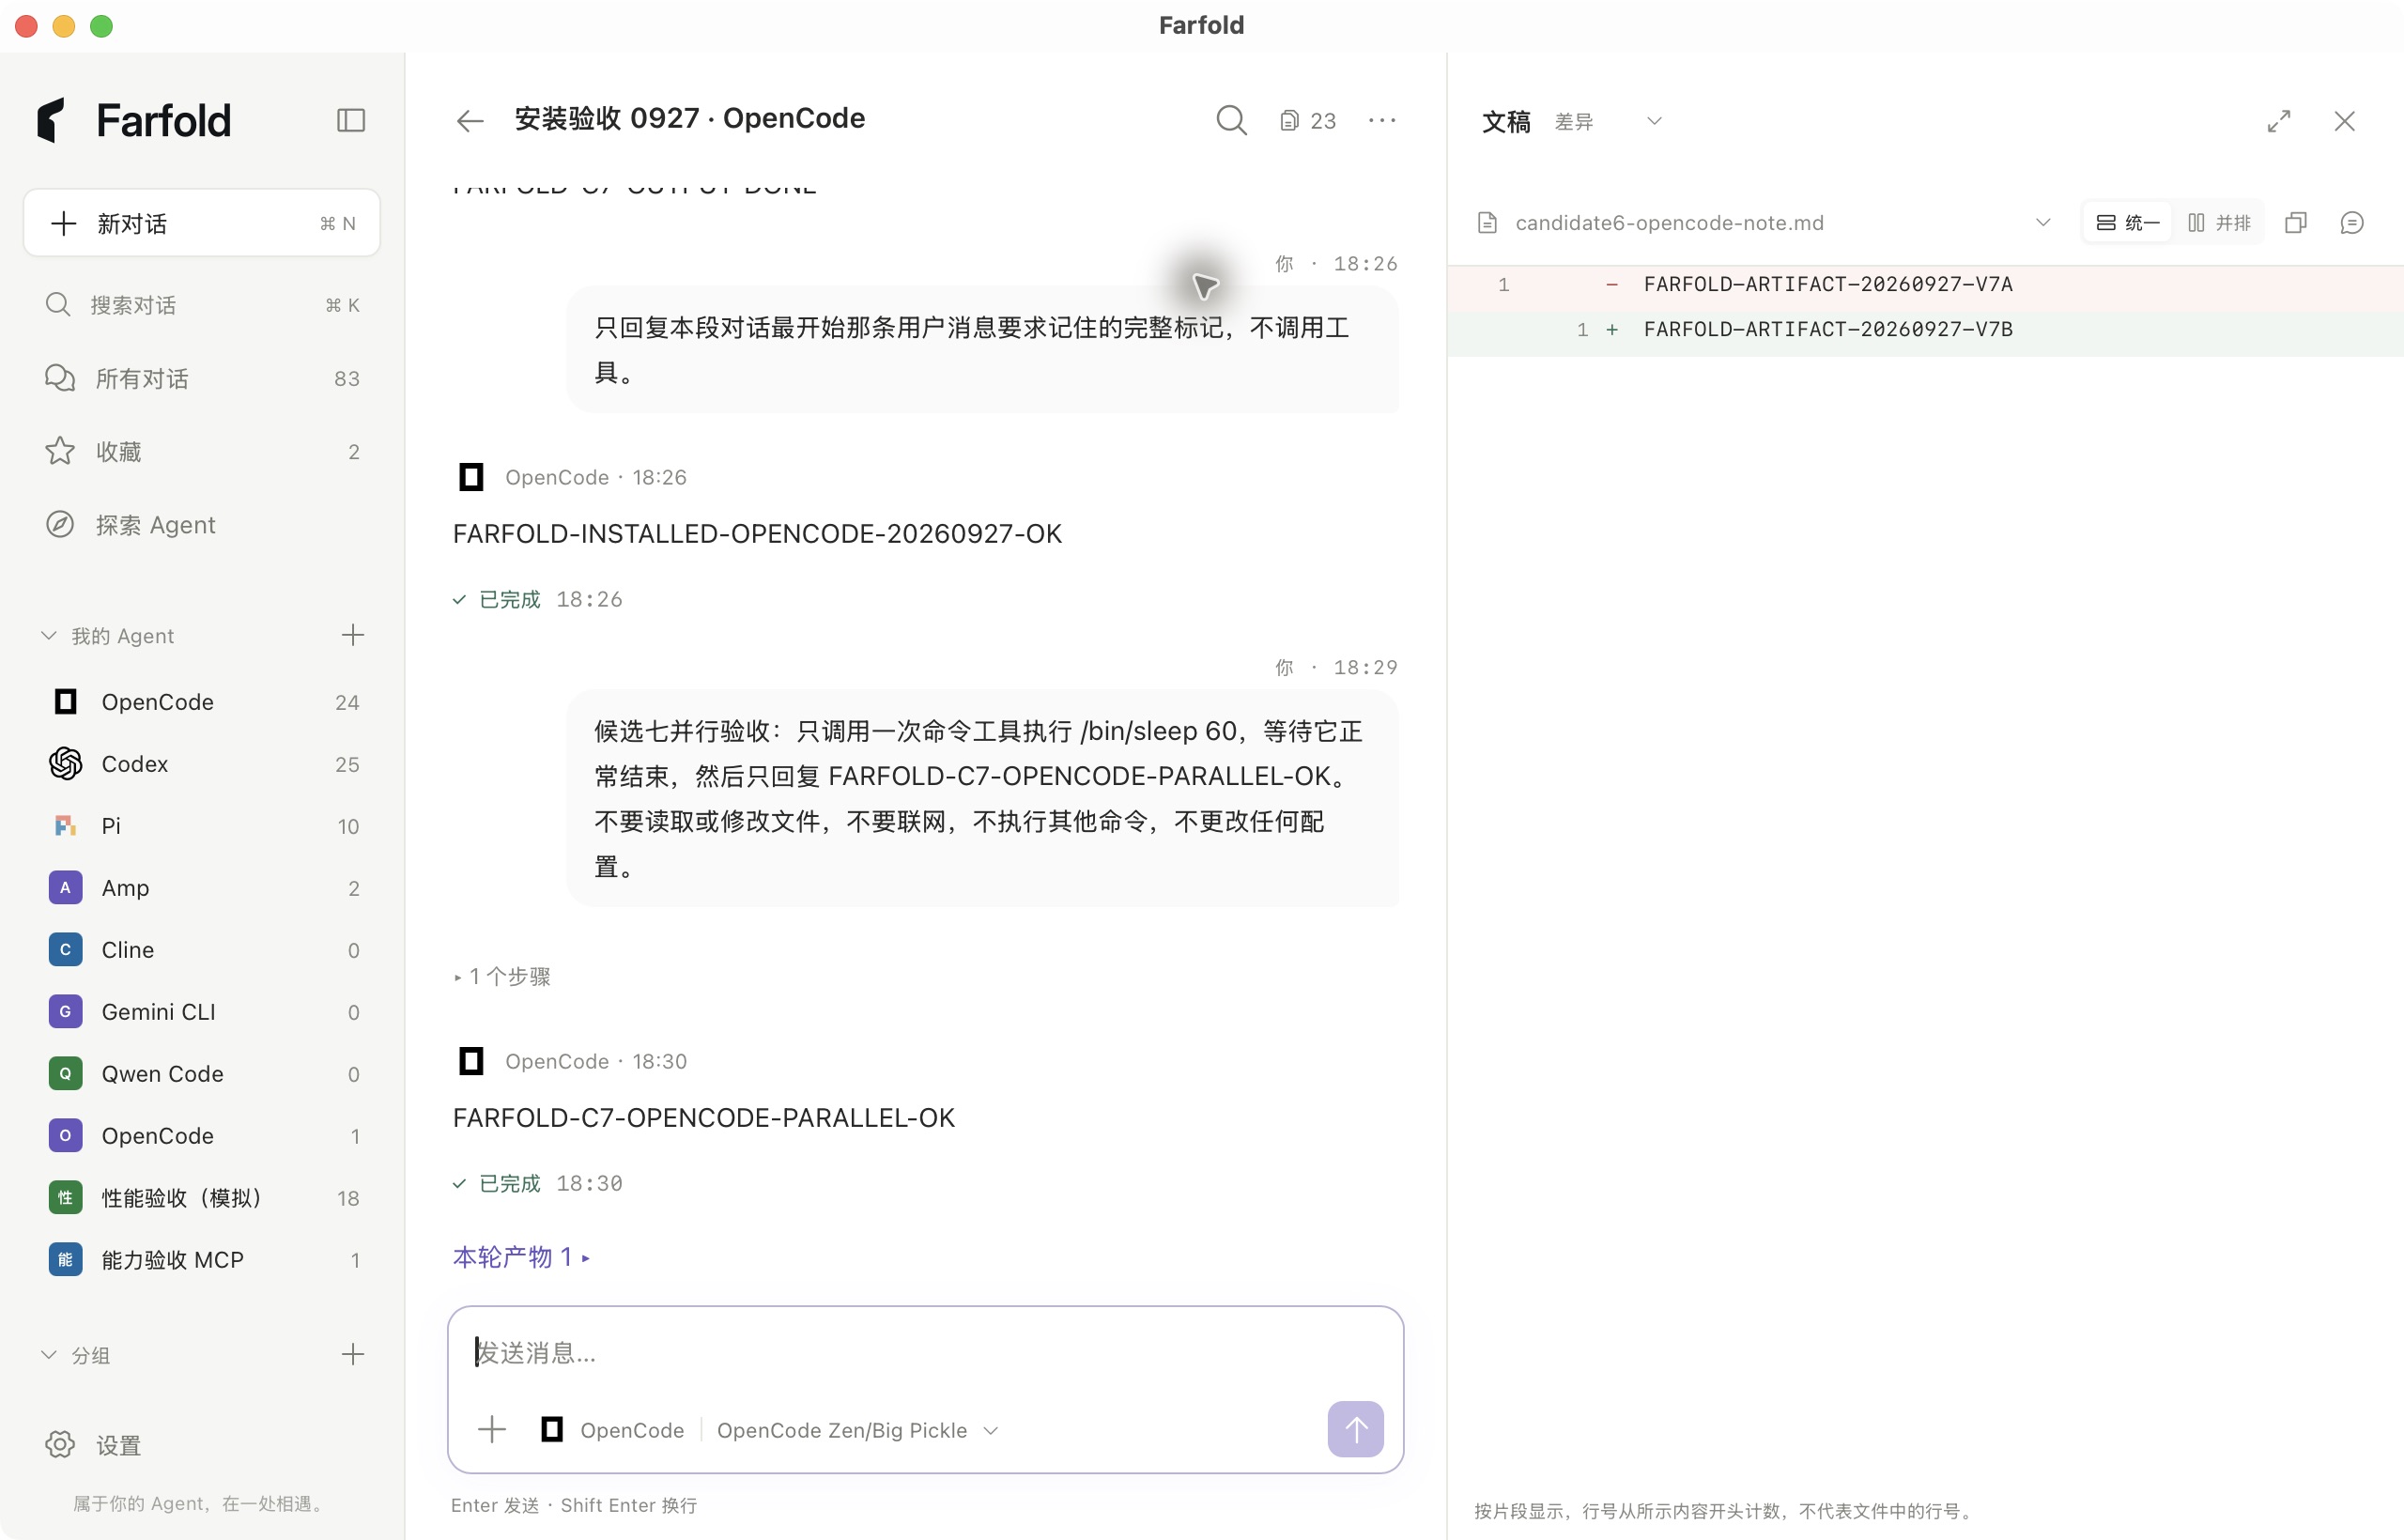 Farfold
Farfold
新对话 ⌘ N
搜索对话 ⌘ K
所有对话 83
收藏 2
探索 Agent
我的 Agent
OpenCode 24
Codex 25
Pi 10
A Amp 2
C Cline 0
G Gemini CLI 0
Q Qwen Code 0
O OpenCode 1
性 性能验收（模拟） 18
能 能力验收 MCP 1
分组
设置
属于你的 Agent，在一处相遇。
安装验收 0927 · OpenCode 23
FARFOLD-C7-OUTPUT-DONE
你 · 18:26
只回复本段对话最开始那条用户消息要求记住的完整标记，不调用工
具。
OpenCode · 18:26
FARFOLD-INSTALLED-OPENCODE-20260927-OK
已完成 18:26
你 · 18:29
候选七并行验收：只调用一次命令工具执行 /bin/sleep 60，等待它正
常结束，然后只回复 FARFOLD-C7-OPENCODE-PARALLEL-OK。
不要读取或修改文件，不要联网，不执行其他命令，不更改任何配
置。
1 个步骤
OpenCode · 18:30
FARFOLD-C7-OPENCODE-PARALLEL-OK
已完成 18:30
本轮产物 1
发送消息...
OpenCode OpenCode Zen/Big Pickle
Enter 发送 · Shift Enter 换行
文稿 差异
candidate6-opencode-note.md 统一 并排
1 − FARFOLD-ARTIFACT-20260927-V7A
1 + FARFOLD-ARTIFACT-20260927-V7B
按片段显示，行号从所示内容开头计数，不代表文件中的行号。